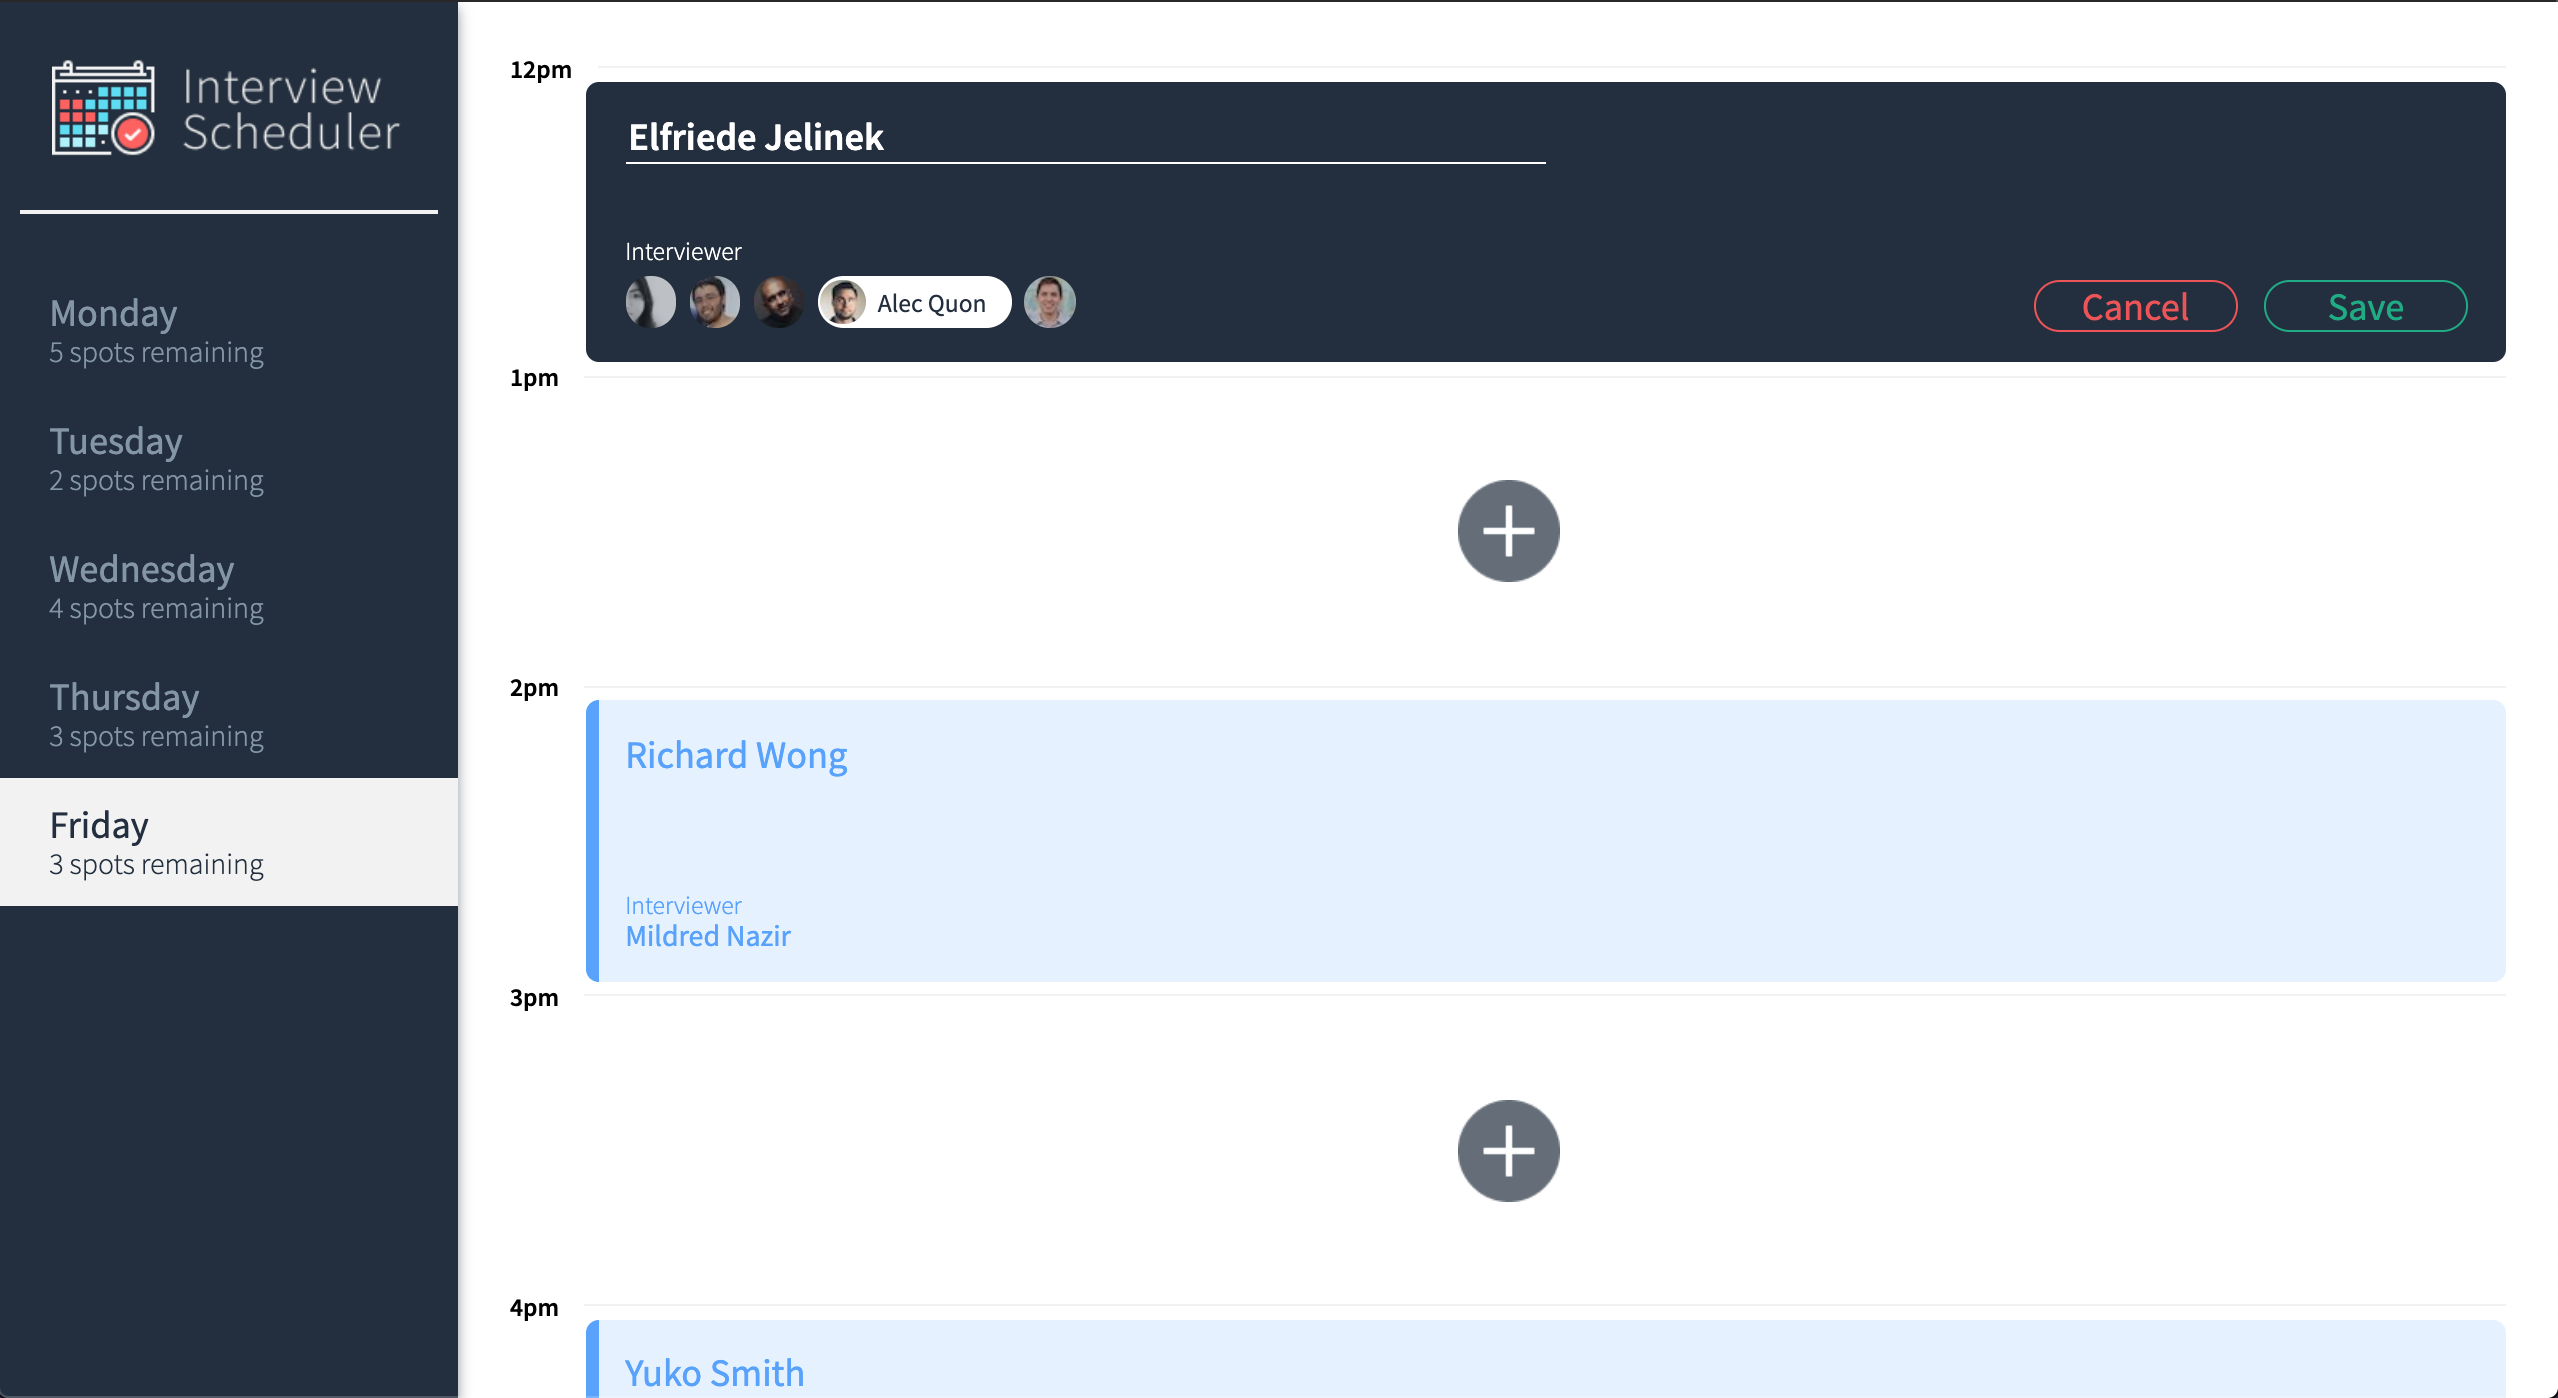 Interview
Scheduler
Monday
5 spots remaining
Tuesday
2 spots remaining
Wednesday
4 spots remaining
Thursday
3 spots remaining
Friday
3 spots remaining
12pm
Elfriede Jelinek
Interviewer
Alec Quon
Cancel
Save
1pm
2pm
Richard Wong
Interviewer
Mildred Nazir
3pm
4pm
Yuko Smith